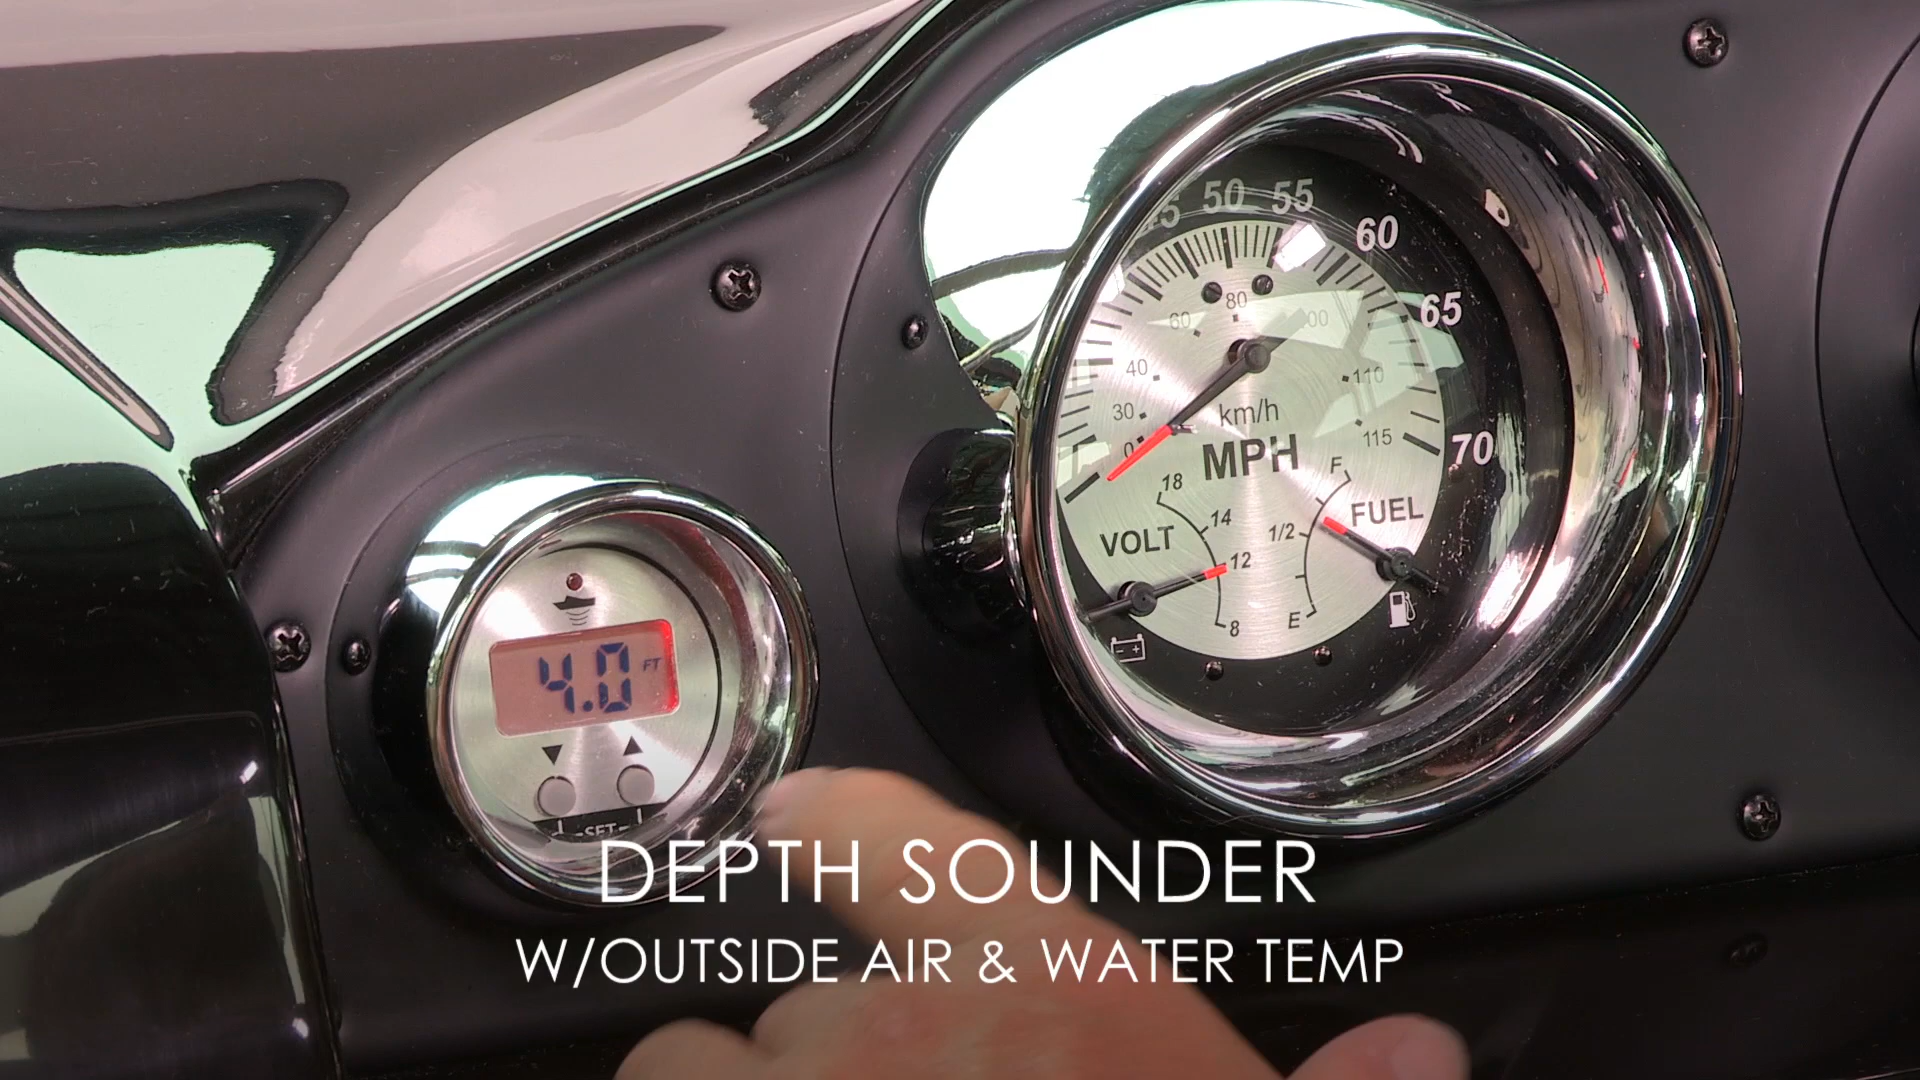 50 55
60
65
70
80
60
40
30
0
110
115
km/h
MPH
18
14
12
8
VOLT
F
1/2
E
FUEL
4.0 FT
SET
DEPTH SOUNDER
W/OUTSIDE AIR & WATER TEMP